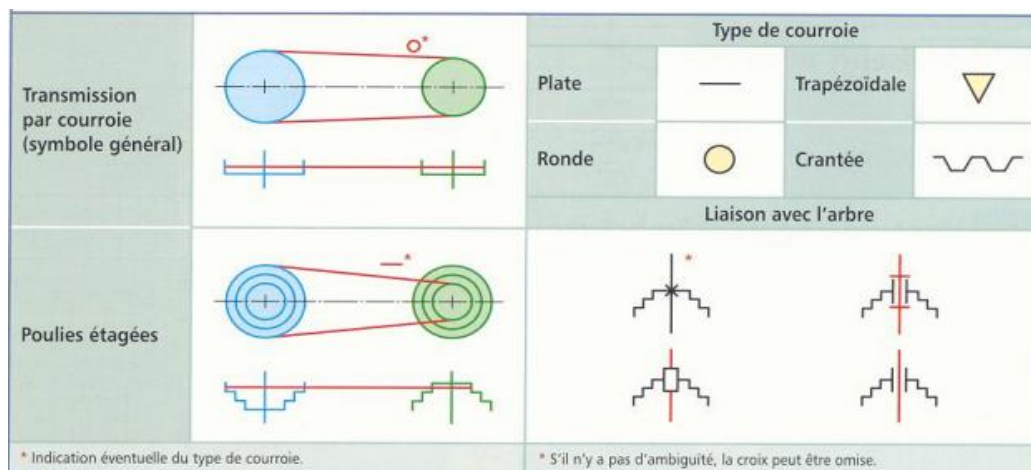 Transmission
par courroie
(symbole général)
*
Type de courroie
Plate
Trapézoïdale
Ronde
Crantée
Liaison avec l'arbre
Poulies étagées
*
*
* Indication éventuelle du type de courroie.
* S'il n'y a pas d'ambiguïté, la croix peut être omise.